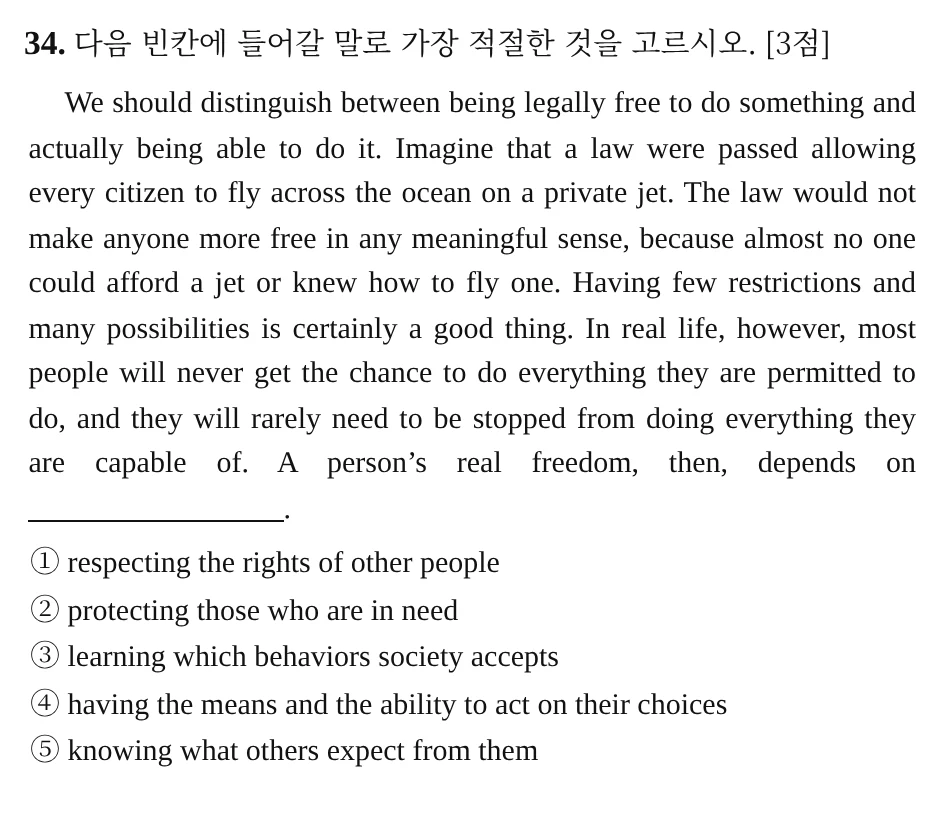 34. 다음 빈칸에 들어갈 말로 가장 적절한 것을 고르시오. [3점]
We should distinguish between being legally free to do something and
actually being able to do it. Imagine that a law were passed allowing
every citizen to fly across the ocean on a private jet. The law would not
make anyone more free in any meaningful sense, because almost no one
could afford a jet or knew how to fly one. Having few restrictions and
many possibilities is certainly a good thing. In real life, however, most
people will never get the chance to do everything they are permitted to
do, and they will rarely need to be stopped from doing everything they
are capable of. A person’s real freedom, then, depends on
.
① respecting the rights of other people
② protecting those who are in need
③ learning which behaviors society accepts
④ having the means and the ability to act on their choices
⑤ knowing what others expect from them